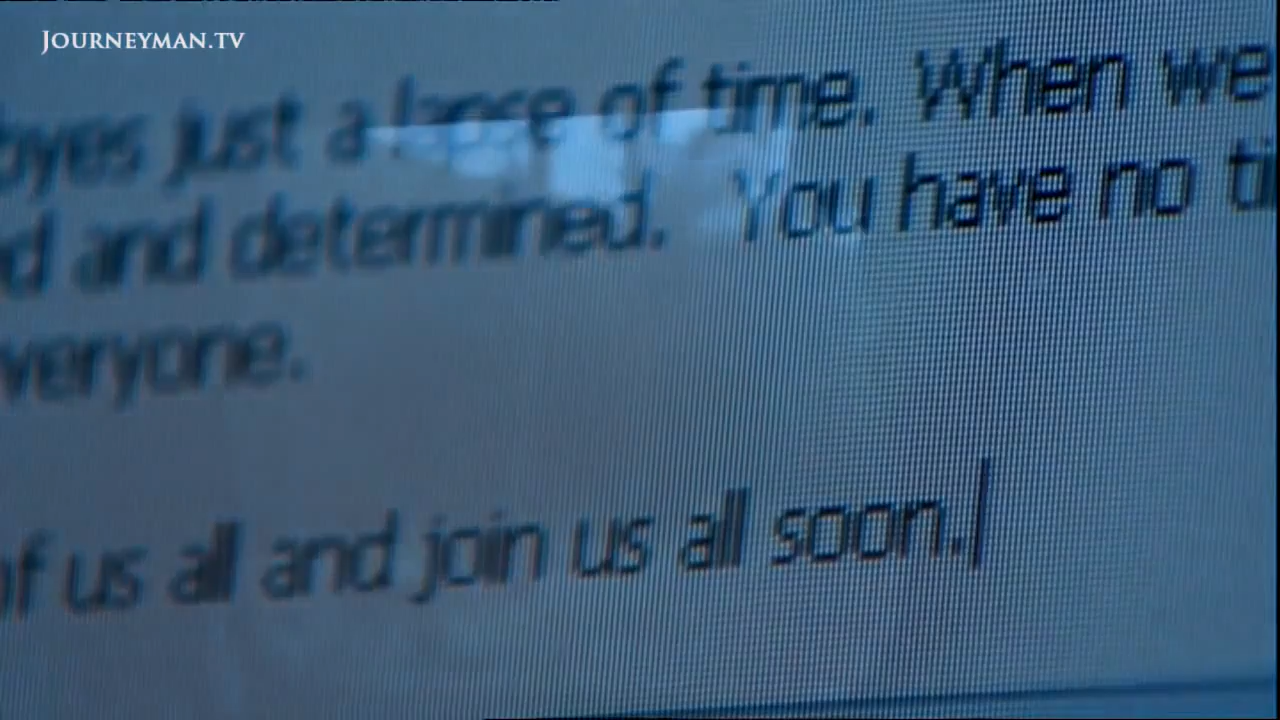 JOURNEYMAN.TV
byes just a lapse of time. When we
d and determined. You have no ti
veryone.
of us all and join us all soon.